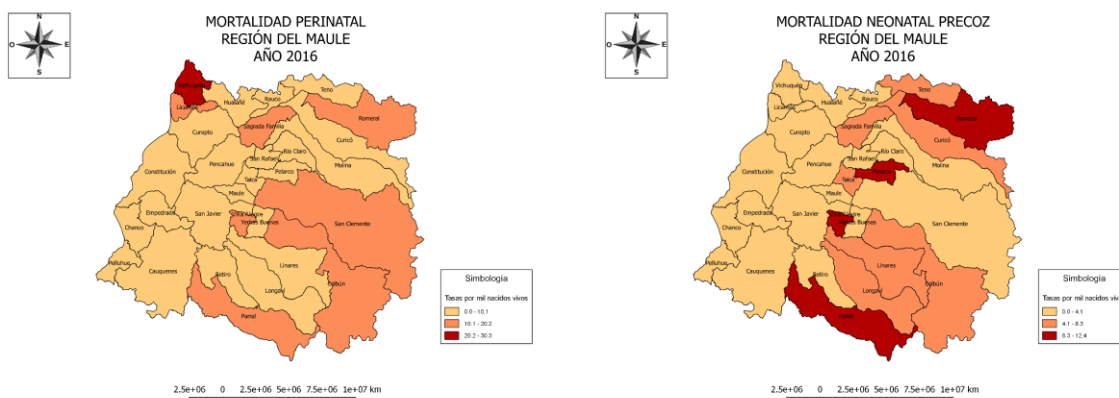 MORTALIDAD PERINATAL
REGIÓN DEL MAULE
AÑO 2016
N
O
E
S
Vichuquén
Licantén
Hualañé
Rauco
Teno
Romeral
Sagrada Familia
Curepto
Curicó
Río Claro
San Rafael
Molina
Pencahue
Constitución
Pelarco
Talca
Maule
Empedrado
San Javier
Yerbas Buenas
San Clemente
Chanco
Pelluhue
Cauquenes
Retiro
Linares
Longaví
Colbún
Parral
Simbología
Tasas por mil nacidos vivos
0.0 - 10.1
10.1 - 20.2
20.2 - 30.3
2.5e+06 0 2.5e+06 5e+06 7.5e+06 1e+07 km
MORTALIDAD NEONATAL PRECOZ
REGIÓN DEL MAULE
AÑO 2016
N
O
E
S
Vichuquén
Licantén
Hualañé
Rauco
Teno
Romeral
Sagrada Familia
Curepto
Curicó
Río Claro
San Rafael
Molina
Pencahue
Constitución
Pelarco
Talca
Maule
Empedrada
San Javier
Yerbas Buenas
San Clemente
Chanco
Pelluhue
Cauquenes
Retiro
Linares
Longaví
Colbún
Parral
Simbología
Tasas por mil nacidos viv
0.0 - 4.1
4.1 - 8.3
8.3 - 12.4
2.5e+06 0 2.5e+06 5e+06 7.5e+06 1e+07 km